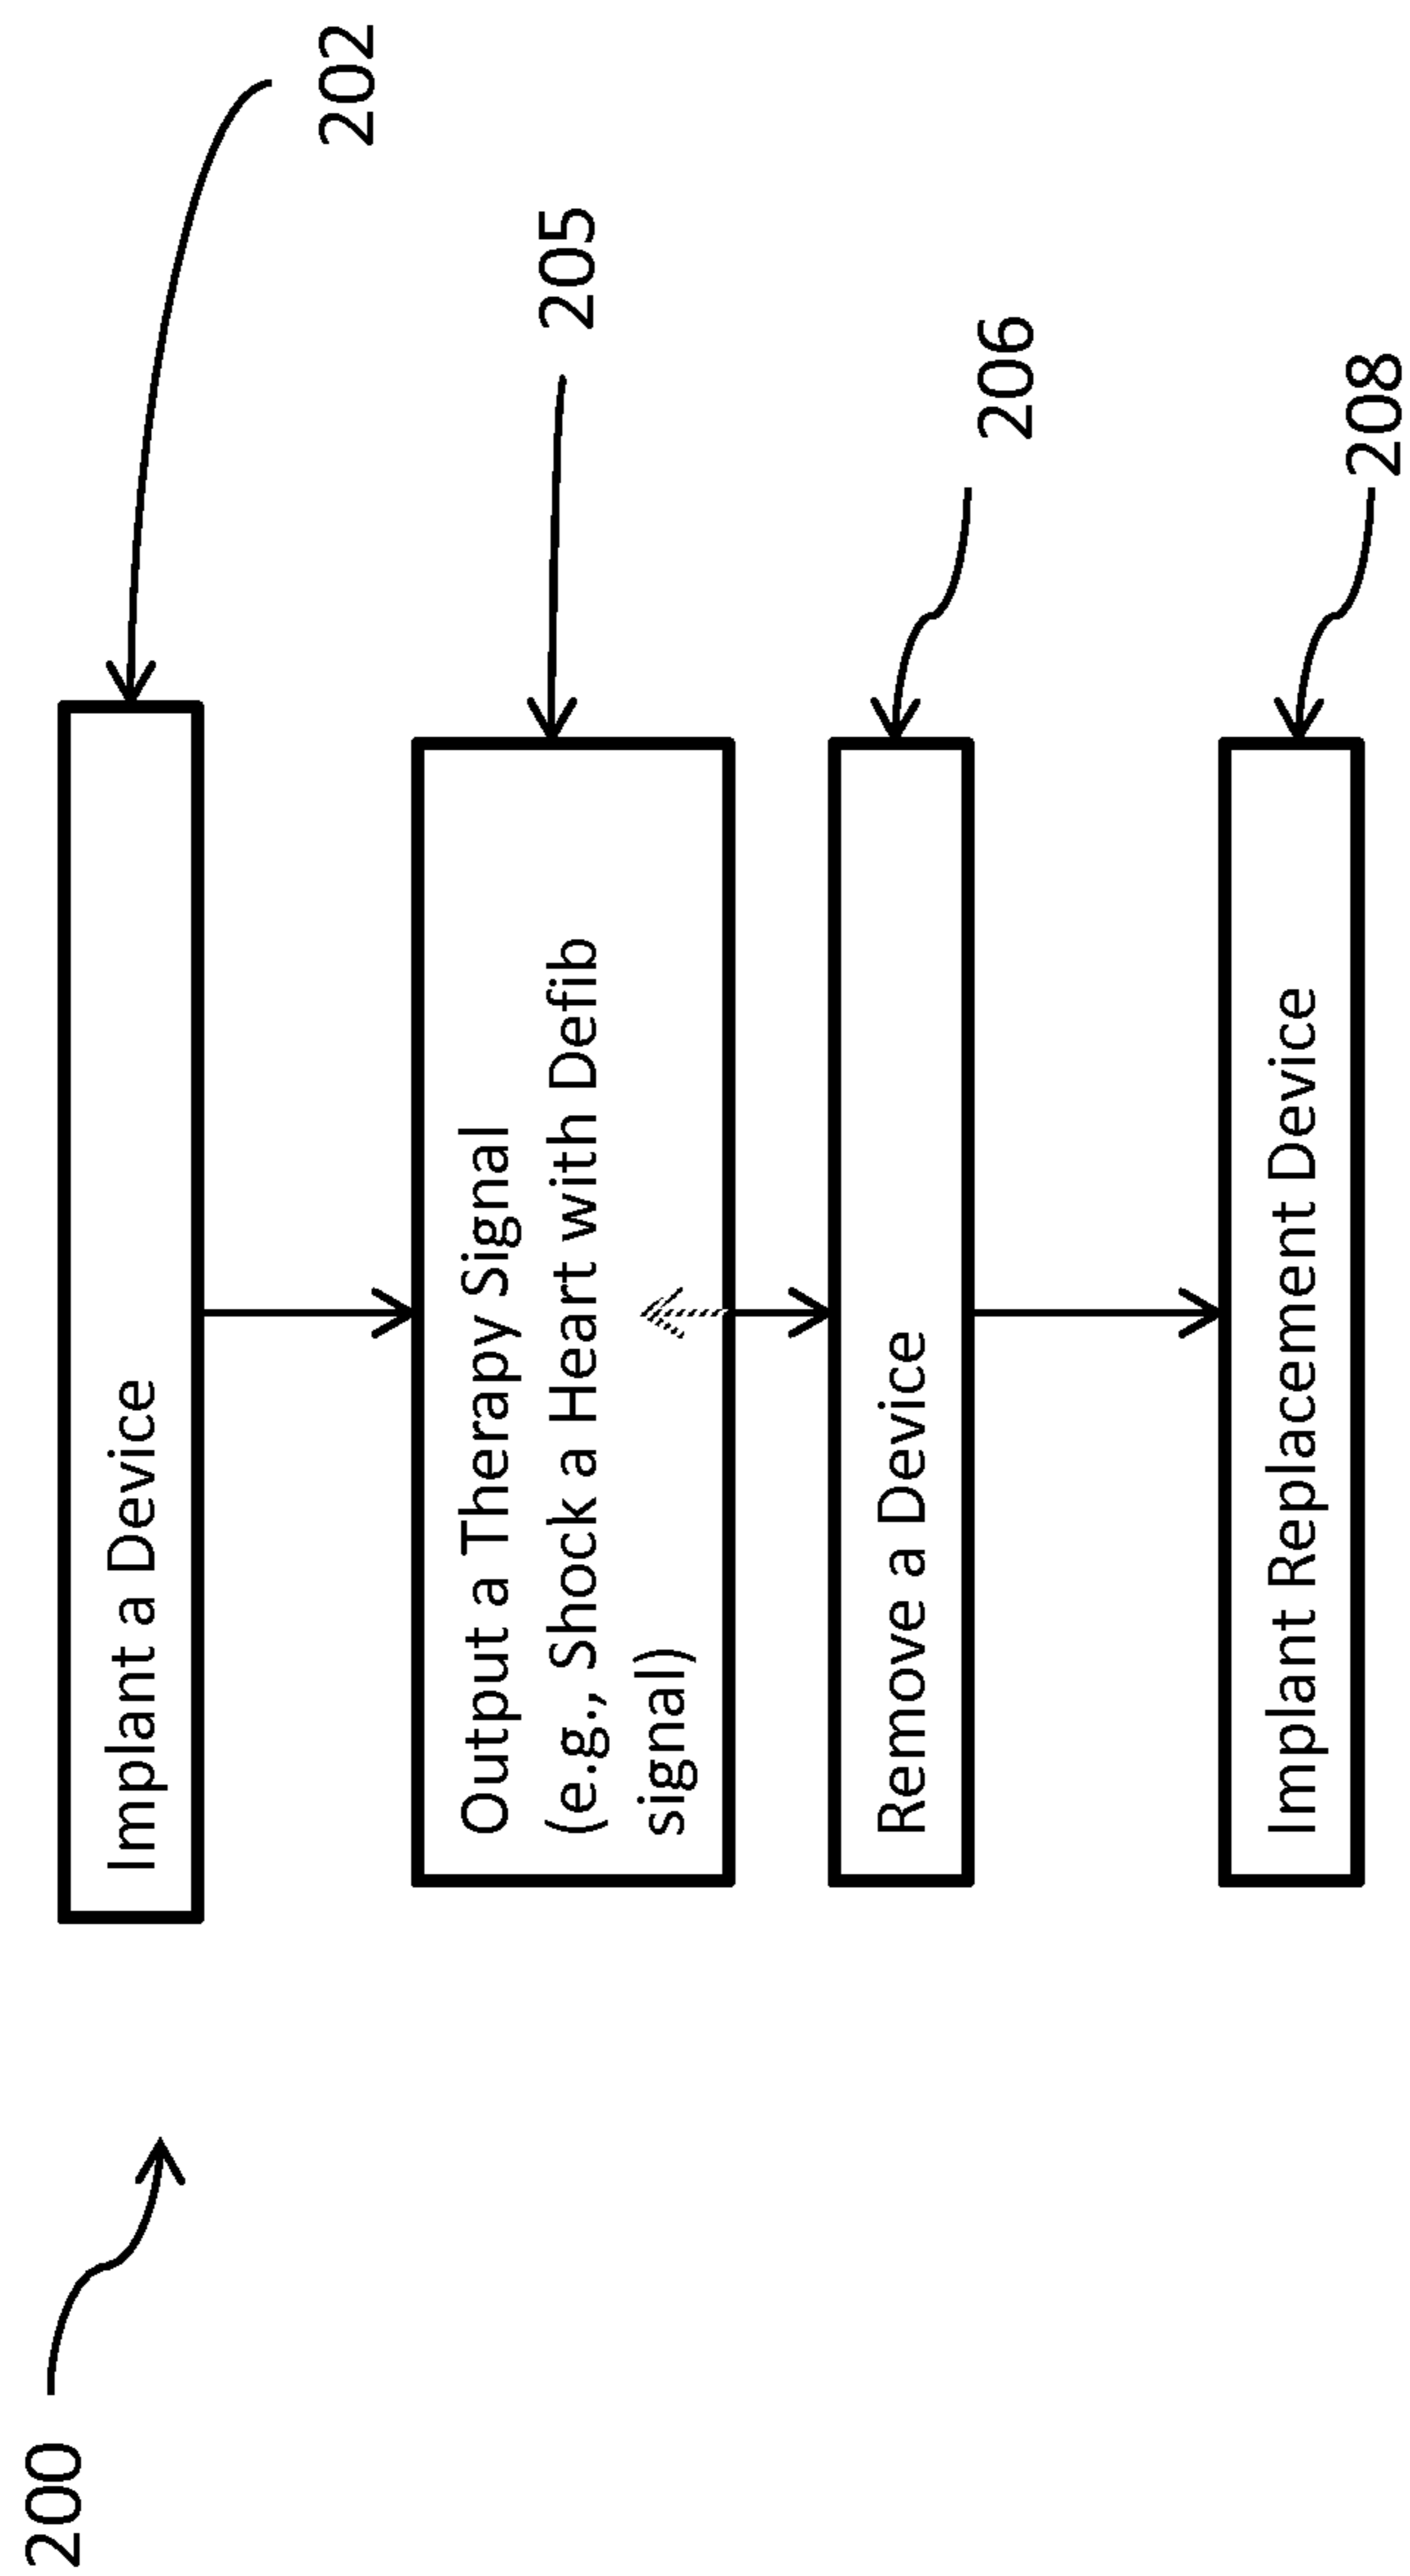 200
202
Implant a Device
205
Output a Therapy Signal
(e.g., Shock a Heart with Defib
signal)
206
Remove a Device
208
Implant Replacement Device